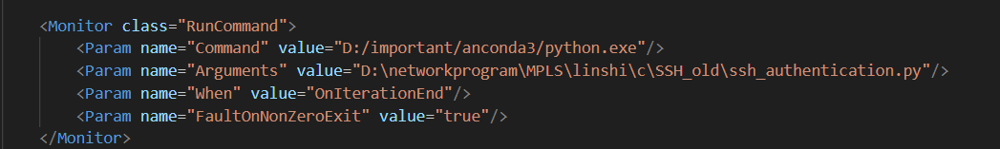 <Monitor class="RunCommand">
<Param name="Command" value="D:/important/anconda3/python.exe"/>
<Param name="Arguments" value="D:\networkprogram\MPLS\linshi\c\SSH_old\ssh_authentication.py"/>
<Param name="When" value="OnIterationEnd"/>
<Param name="FaultOnNonZeroExit" value="true"/>
</Monitor>